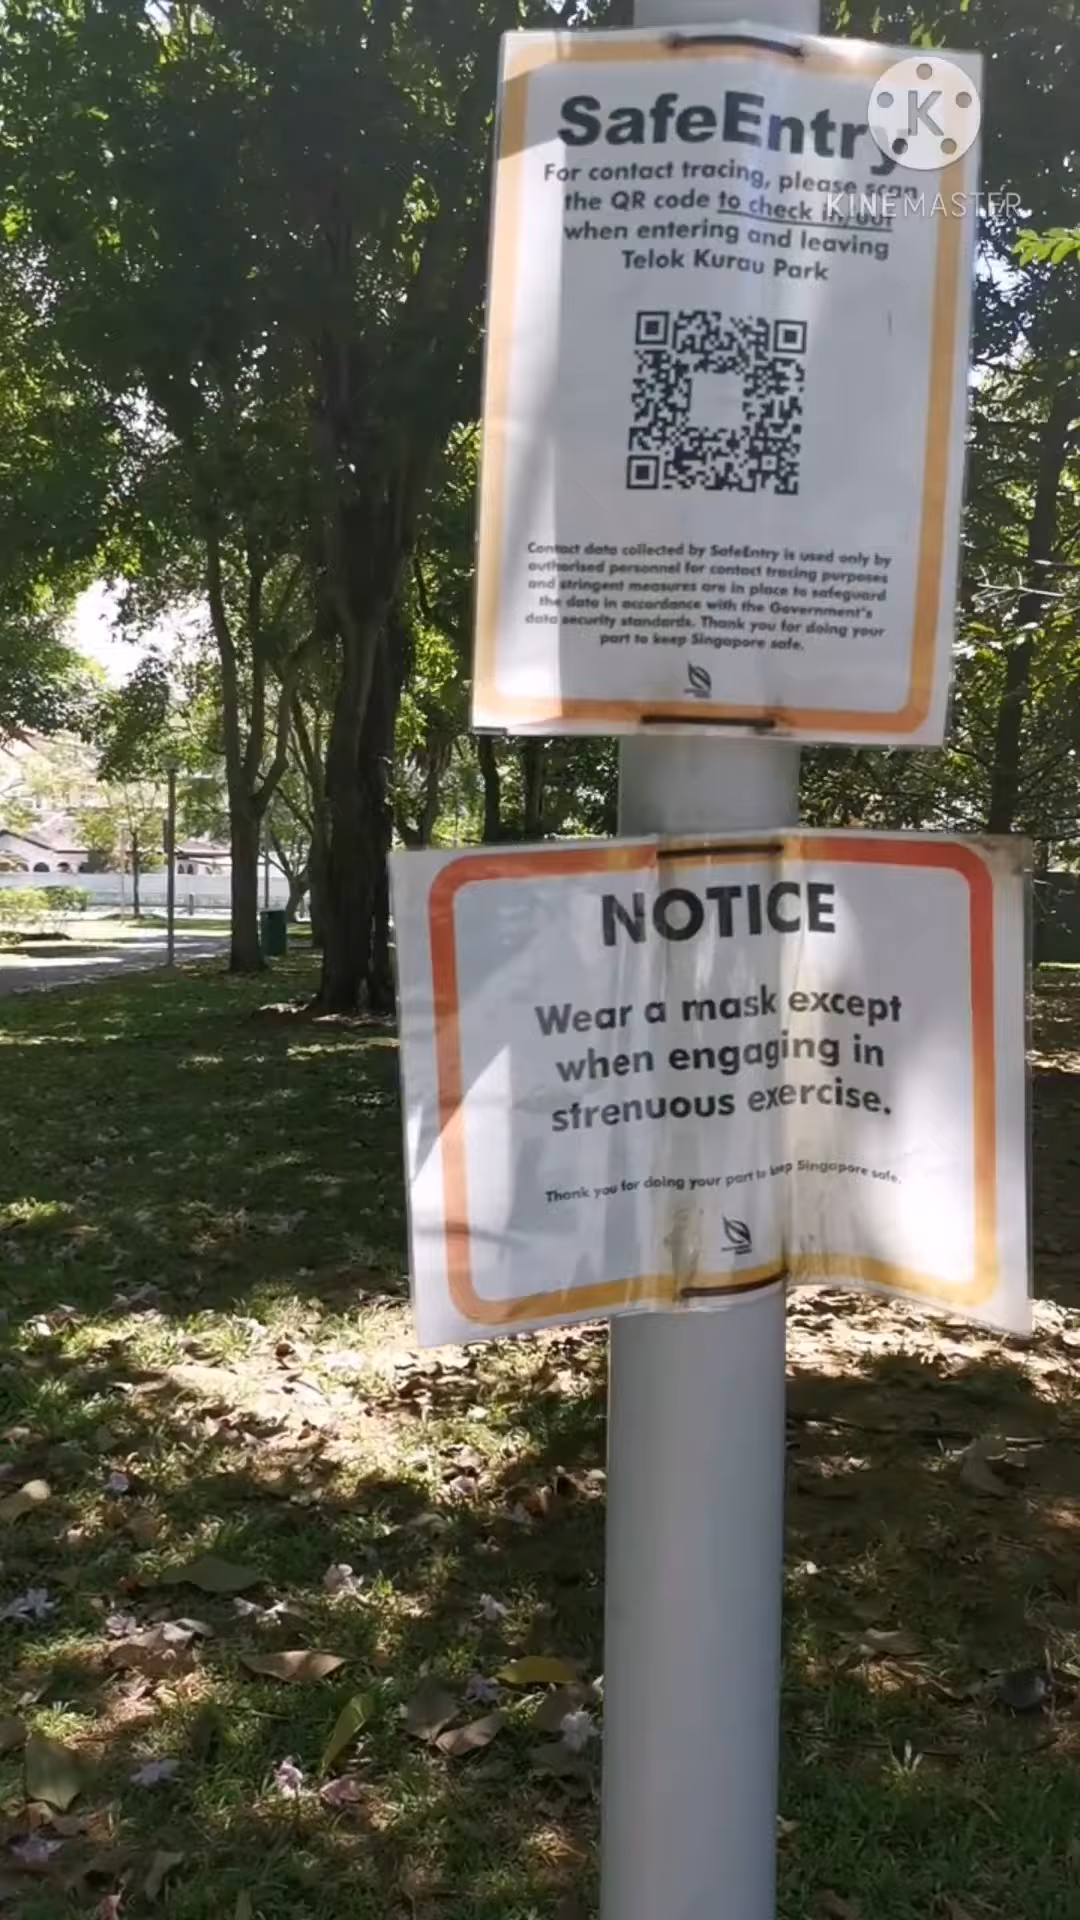 SafeEntry
K
For contact tracing, please scan
the QR code to check in/out
KINEMASTER
when entering and leaving
Telok Kurau Park
Contact data collected by SafeEntry is used only by
authorised personnel for contact tracing purposes
and stringent measures are in place to safeguard
the data in accordance with the Government's
data security standards. Thank you for doing your
part to keep Singapore safe.
NOTICE
Wear a mask except
when engaging in
strenuous exercise.
Thank you for doing your part to keep Singapore safe.